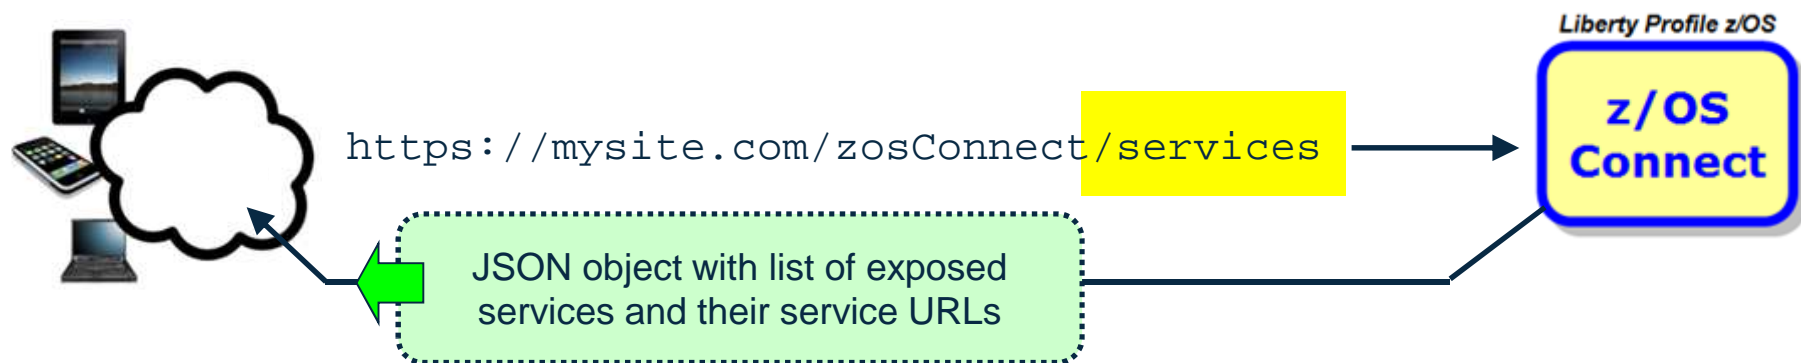 Liberty Profile z/OS
https://mysite.com/zosConnect/services
z/OS
Connect
JSON object with list of exposed
services and their service URLs